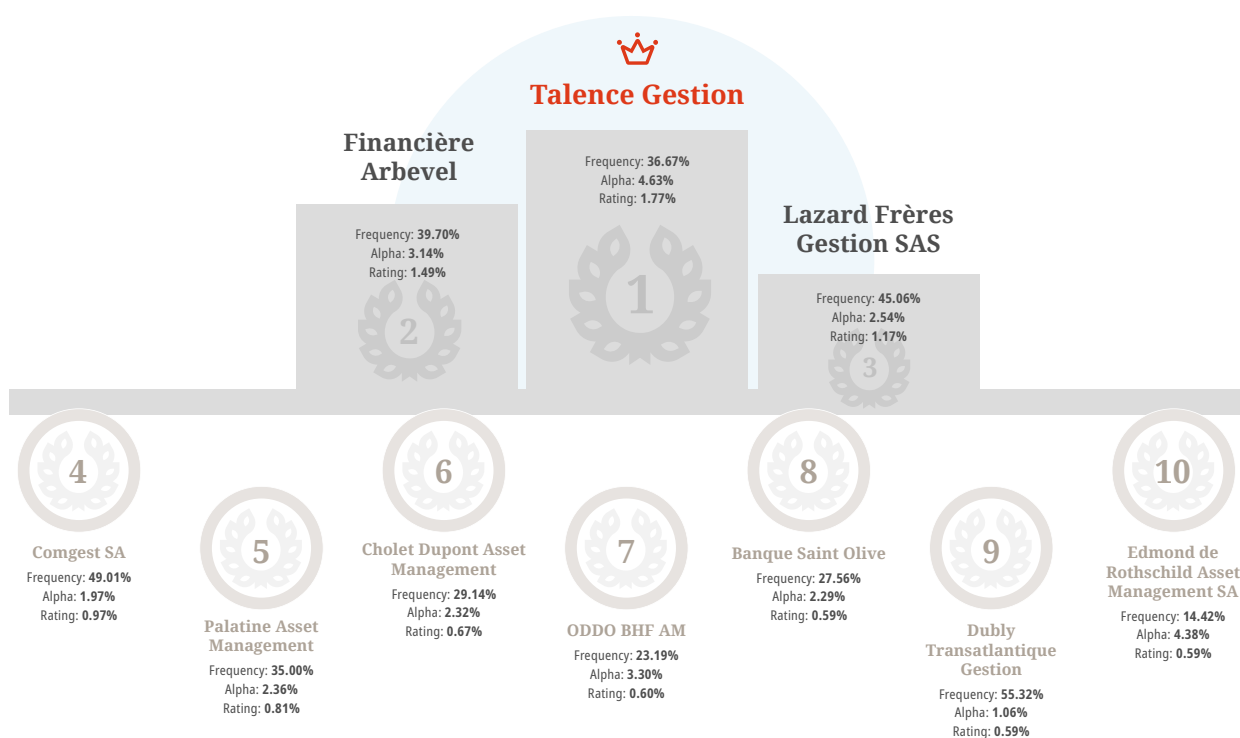 Talence Gestion
Frequency: 36.67%
Alpha: 4.63%
Rating: 1.77%
1
Financière
Arbevel
Frequency: 39.70%
Alpha: 3.14%
Rating: 1.49%
2
Lazard Frères
Gestion SAS
Frequency: 45.06%
Alpha: 2.54%
Rating: 1.17%
3
4
Comgest SA
Frequency: 49.01%
Alpha: 1.97%
Rating: 0.97%
5
Palatine Asset
Management
Frequency: 35.00%
Alpha: 2.36%
Rating: 0.81%
6
Cholet Dupont Asset
Management
Frequency: 29.14%
Alpha: 2.32%
Rating: 0.67%
7
ODDO BHF AM
Frequency: 23.19%
Alpha: 3.30%
Rating: 0.60%
8
Banque Saint Olive
Frequency: 27.56%
Alpha: 2.29%
Rating: 0.59%
9
Dubly
Transatlantique
Gestion
Frequency: 55.32%
Alpha: 1.06%
Rating: 0.59%
10
Edmond de
Rothschild Asset
Management SA
Frequency: 14.42%
Alpha: 4.38%
Rating: 0.59%